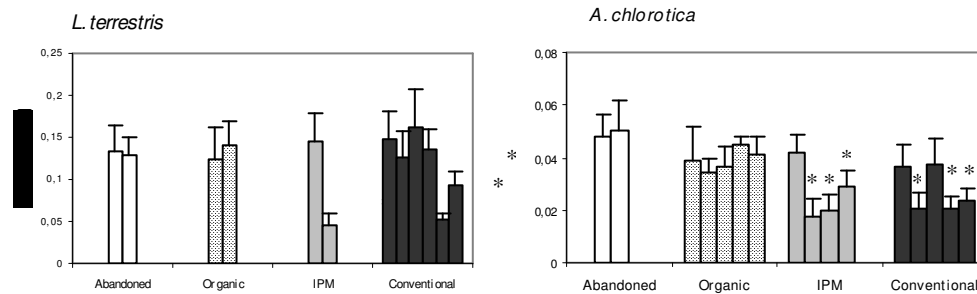 L. terrestris
0,25
0,2
0,15
0,1
0,05
0
Abandoned Organic IPM Conventional
*
*
A. chlorotica
0,08
0,06
0,04
0,02
0,00
* * * * * *
Abandoned Organic IPM Conventional